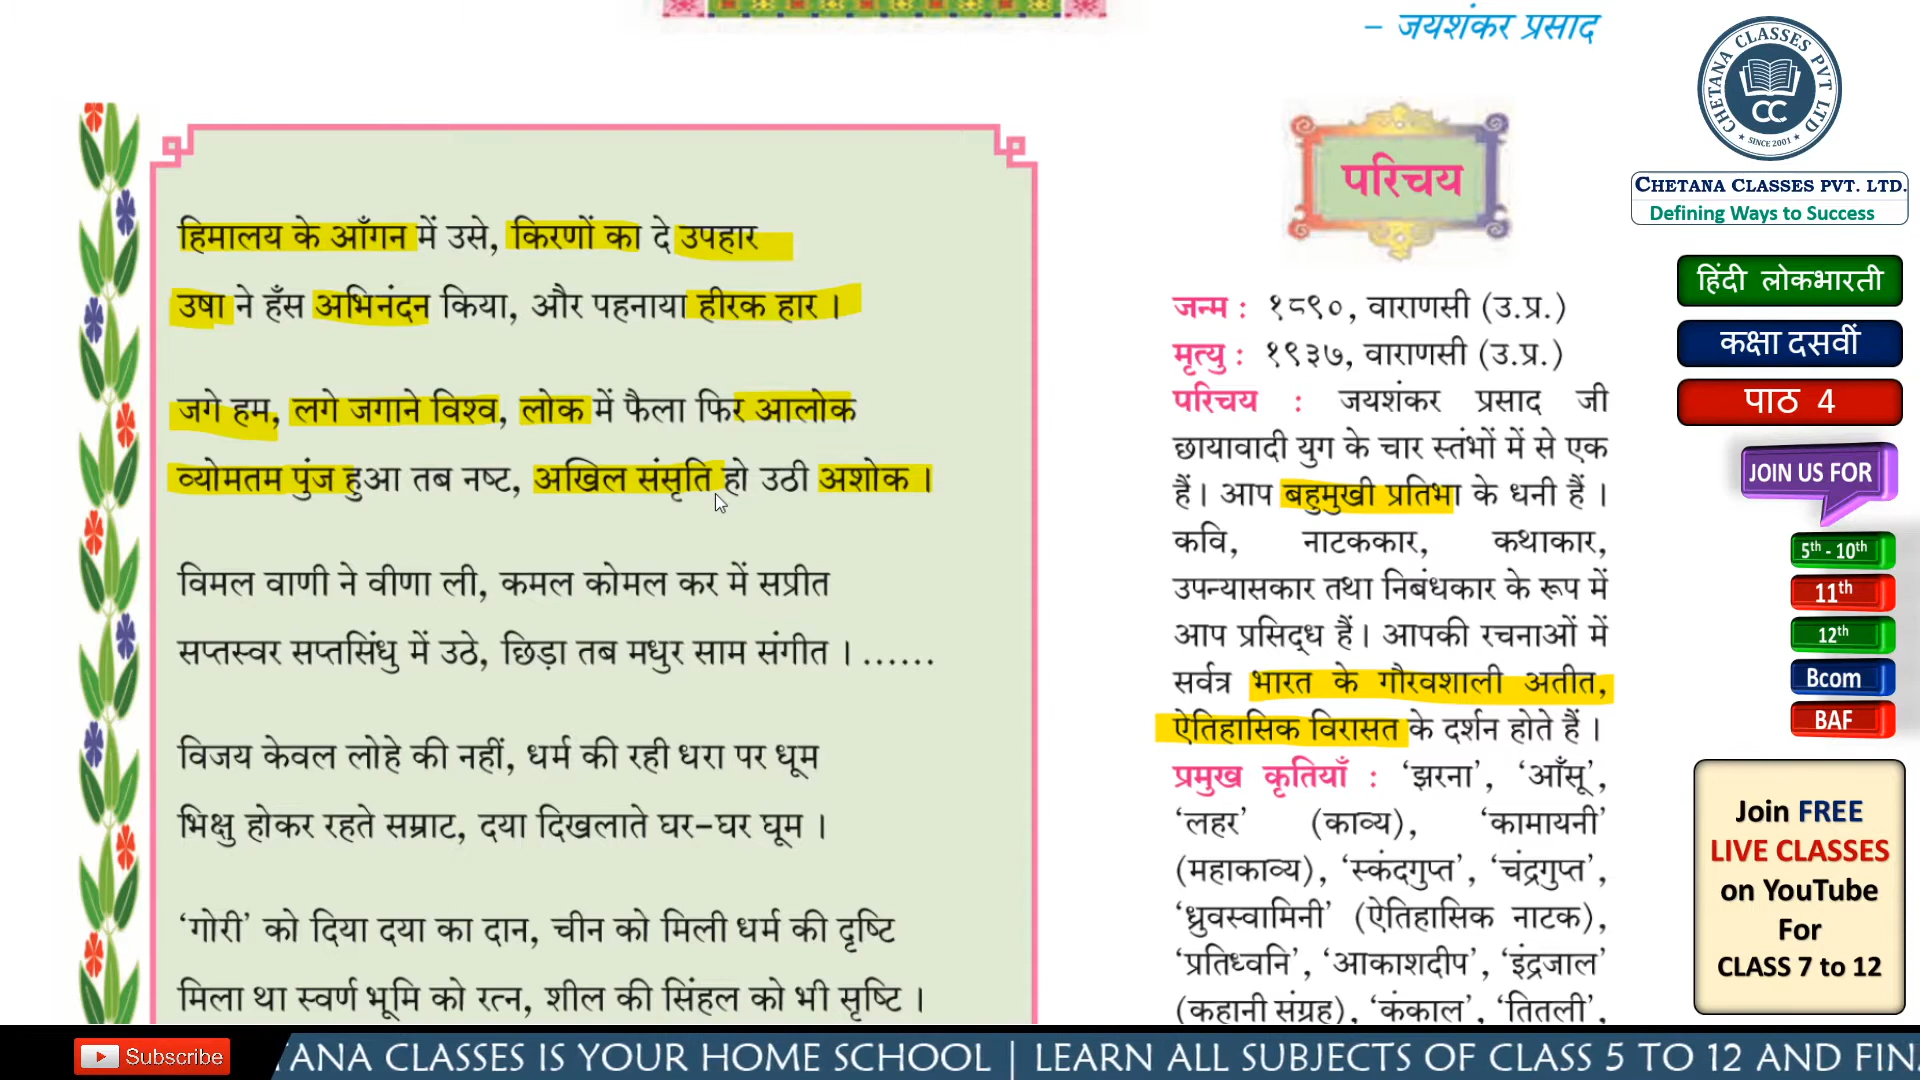 – जयशंकर प्रसाद
हिमालय के आँगन में उसे, किरणों का दे उपहार
उषा ने हँस अभिनंदन किया, और पहनाया हीरक हार ।
जगे हम, लगे जगाने विश्व, लोक में फैला फिर आलोक
व्योमतम पुंज हुआ तब नष्ट, अखिल संसृति हो उठी अशोक ।
विमल वाणी ने वीणा ली, कमल कोमल कर में सप्रीत
सप्तस्वर सप्तसिंधु में उठे, छिड़ा तब मधुर साम संगीत । ......
विजय केवल लोहे की नहीं, धर्म की रही धरा पर धूम
भिक्षु होकर रहते सम्राट, दया दिखलाते घर-घर घूम ।
‘गोरी’ को दिया दया का दान, चीन को मिली धर्म की दृष्टि
मिला था स्वर्ण भूमि को रत्न, शील की सिंहल को भी सृष्टि ।
परिचय
जन्म : १८९०, वाराणसी (उ.प्र.)
मृत्यु : १९३७, वाराणसी (उ.प्र.)
परिचय : जयशंकर प्रसाद जी
छायावादी युग के चार स्तंभों में से एक
हैं। आप बहुमुखी प्रतिभा के धनी हैं ।
कवि, नाटककार, कथाकार,
उपन्यासकार तथा निबंधकार के रूप में
आप प्रसिद्ध हैं। आपकी रचनाओं में
सर्वत्र भारत के गौरवशाली अतीत,
ऐतिहासिक विरासत के दर्शन होते हैं ।
प्रमुख कृतियाँ : ‘झरना’, ‘आँसू’,
‘लहर’ (काव्य), ‘कामायनी’
(महाकाव्य), ‘स्कंदगुप्त’, ‘चंद्रगुप्त’,
‘ध्रुवस्वामिनी’ (ऐतिहासिक नाटक),
‘प्रतिध्वनि’, ‘आकाशदीप’, ‘इंद्रजाल’
(कहानी संग्रह), ‘कंकाल’, ‘तितली’,
CHETANA CLASSES PVT LTD
CC
★ SINCE 2001 ★
CHETANA CLASSES PVT. LTD.
Defining Ways to Success
हिंदी लोकभारती
कक्षा दसवीं
पाठ 4
JOIN US FOR
5th - 10th
11th
12th
Bcom
BAF
Join FREE
LIVE CLASSES
on YouTube
For
CLASS 7 to 12
Subscribe
TANA CLASSES IS YOUR HOME SCHOOL | LEARN ALL SUBJECTS OF CLASS 5 TO 12 AND FIN